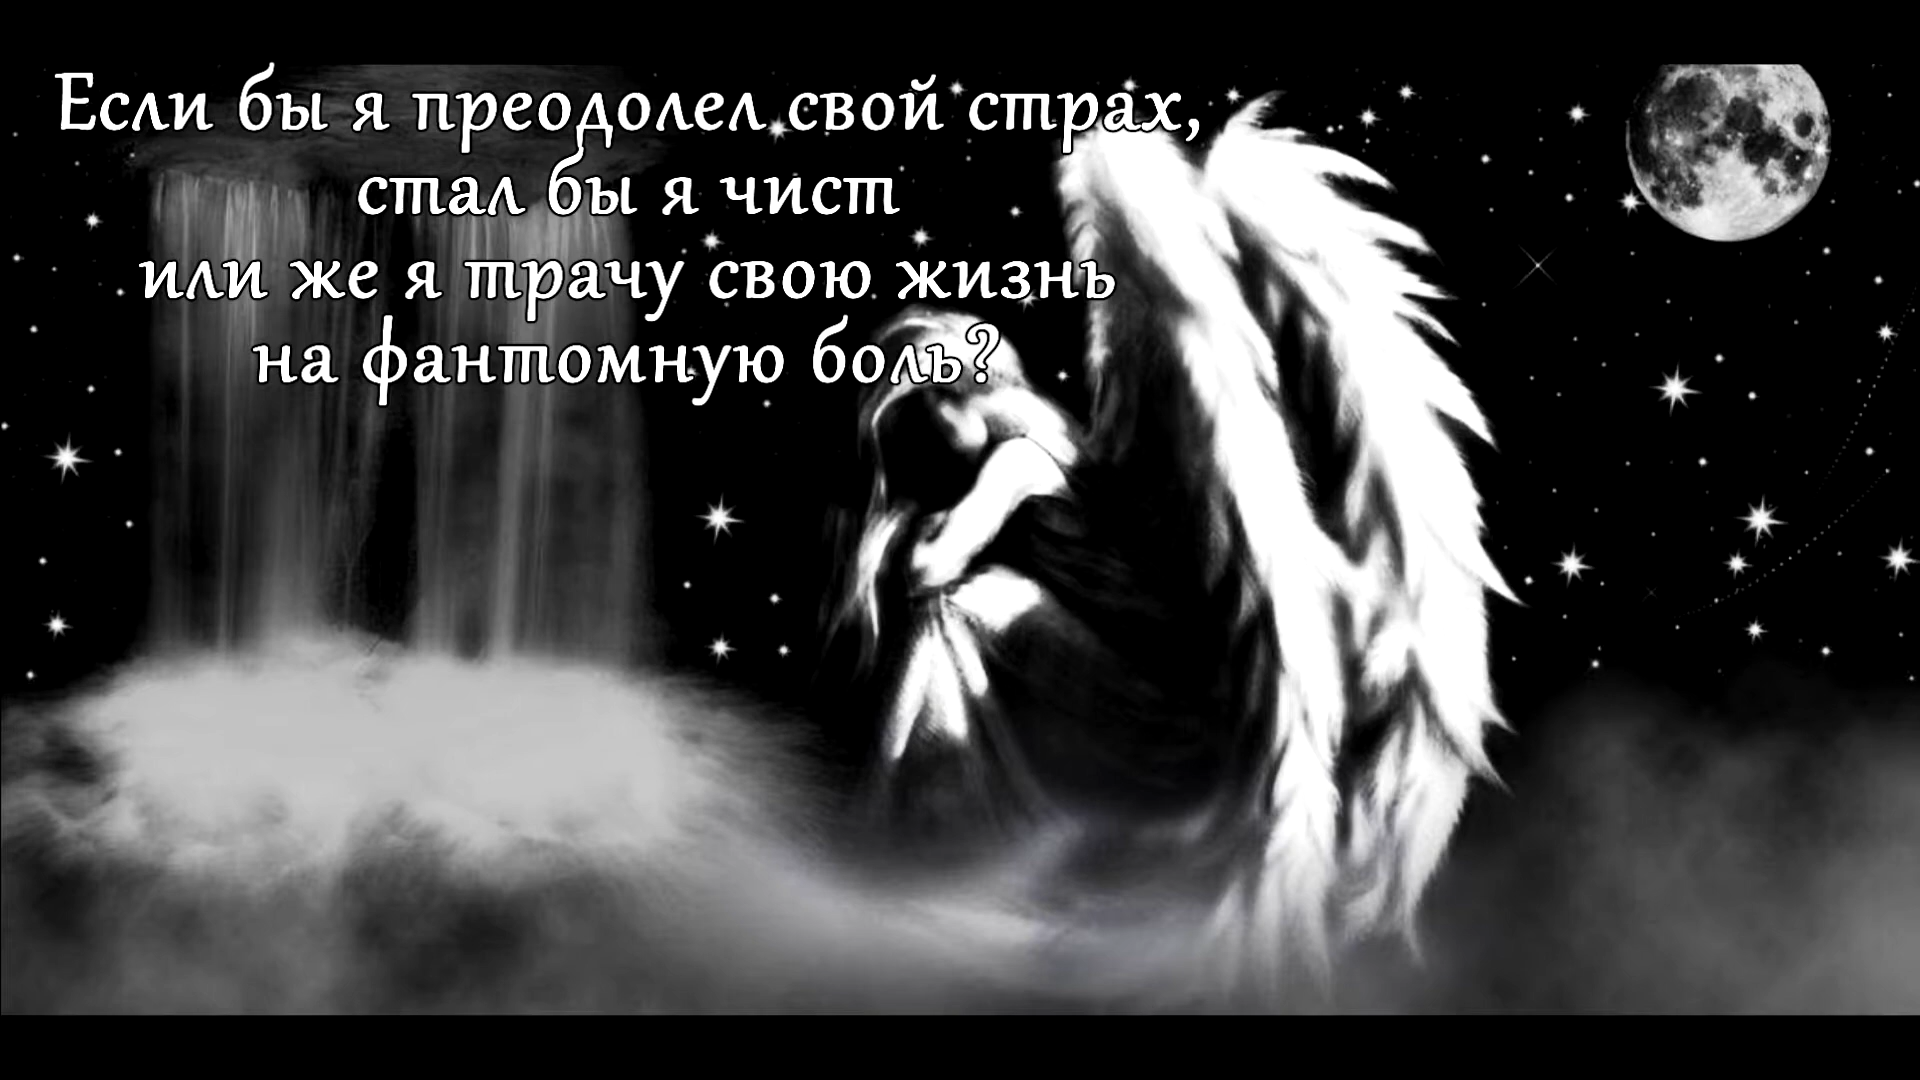 Если бы я преодолел свой страх,
стал бы я чист
или же я трачу свою жизнь
на фантомную боль?